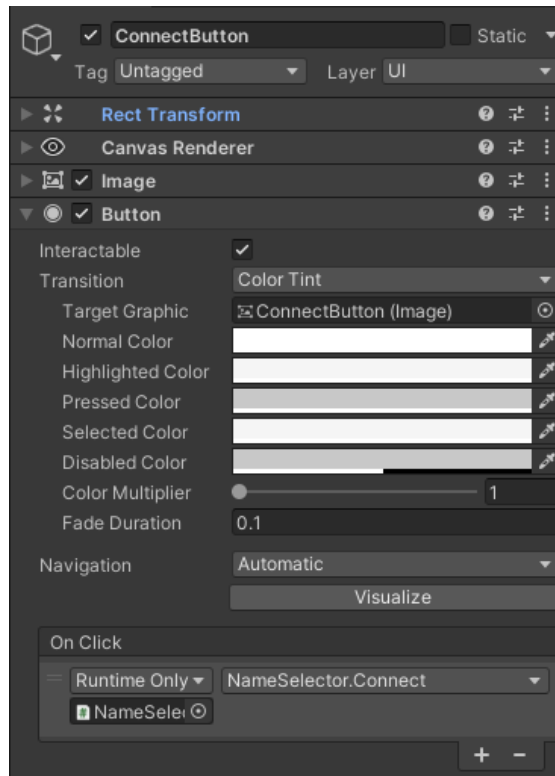 ConnectButton Static
Tag Untagged Layer UI
Rect Transform
Canvas Renderer
Image
Button
Interactable
Transition Color Tint
Target Graphic ConnectButton (Image)
Normal Color
Highlighted Color
Pressed Color
Selected Color
Disabled Color
Color Multiplier 1
Fade Duration 0.1
Navigation Automatic
Visualize
On Click
Runtime Only NameSelector.Connect
NameSele